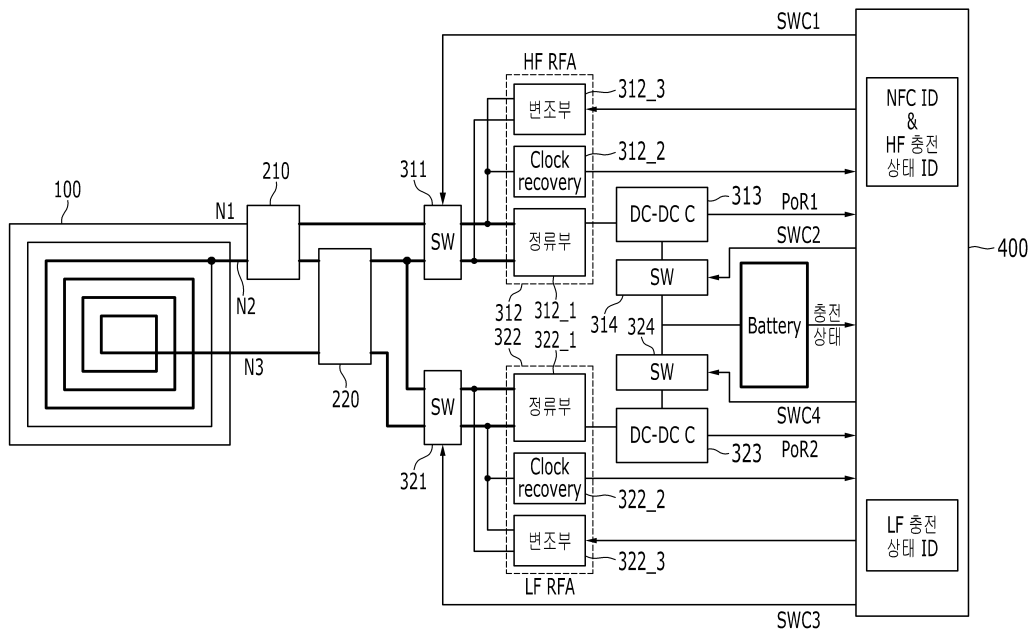 SWC1
HF RFA
312_3
변조부
NFC ID
&
HF 충전
상태 ID
312_2
Clock
recovery
210
311
100
N1
SW
정류부
DC-DC C
313
PoR1
SWC2
400
N2
312
312_1
SW
314
Battery
충전
상태
322
322_1
324
N3
220
SW
정류부
SW
SWC4
DC-DC C
323
PoR2
321
Clock
recovery
322_2
변조부
322_3
LF 충전
상태 ID
LF RFA
SWC3